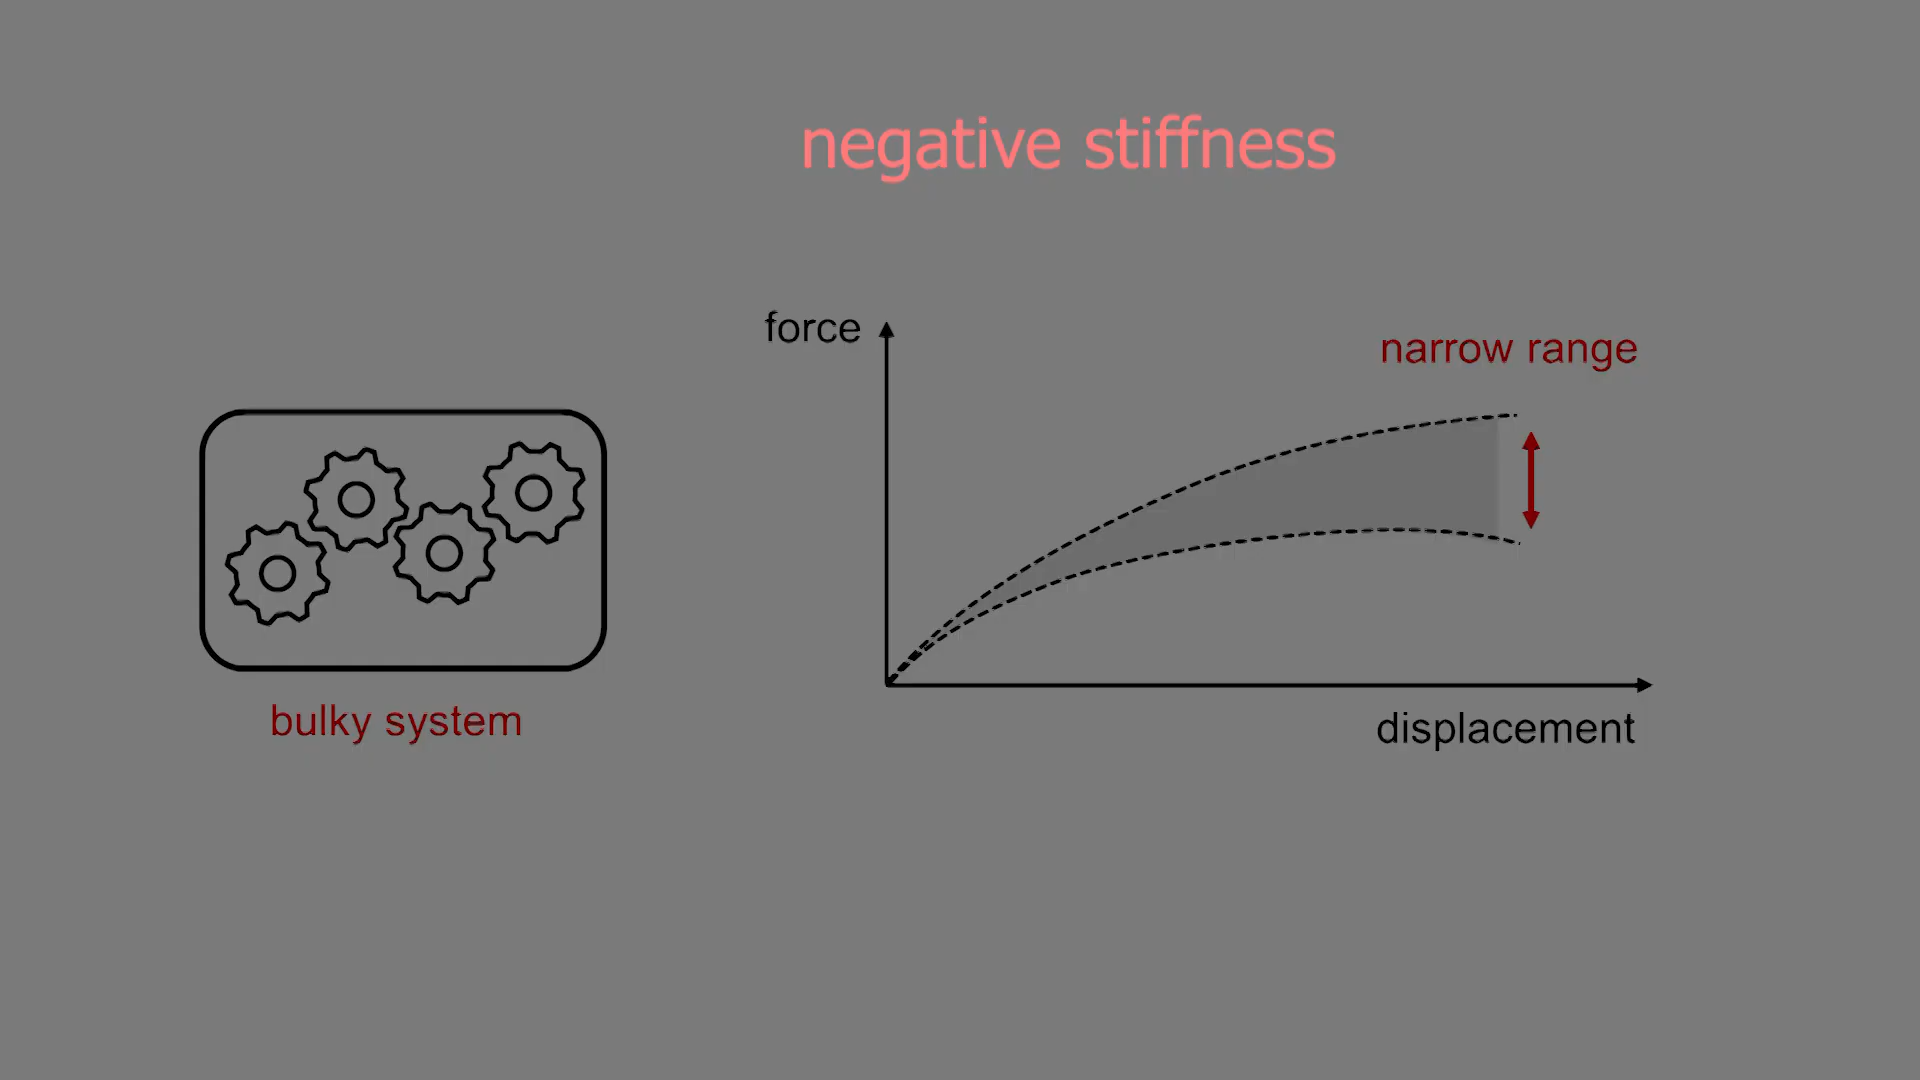 negative stiffness
force
narrow range
bulky system
displacement